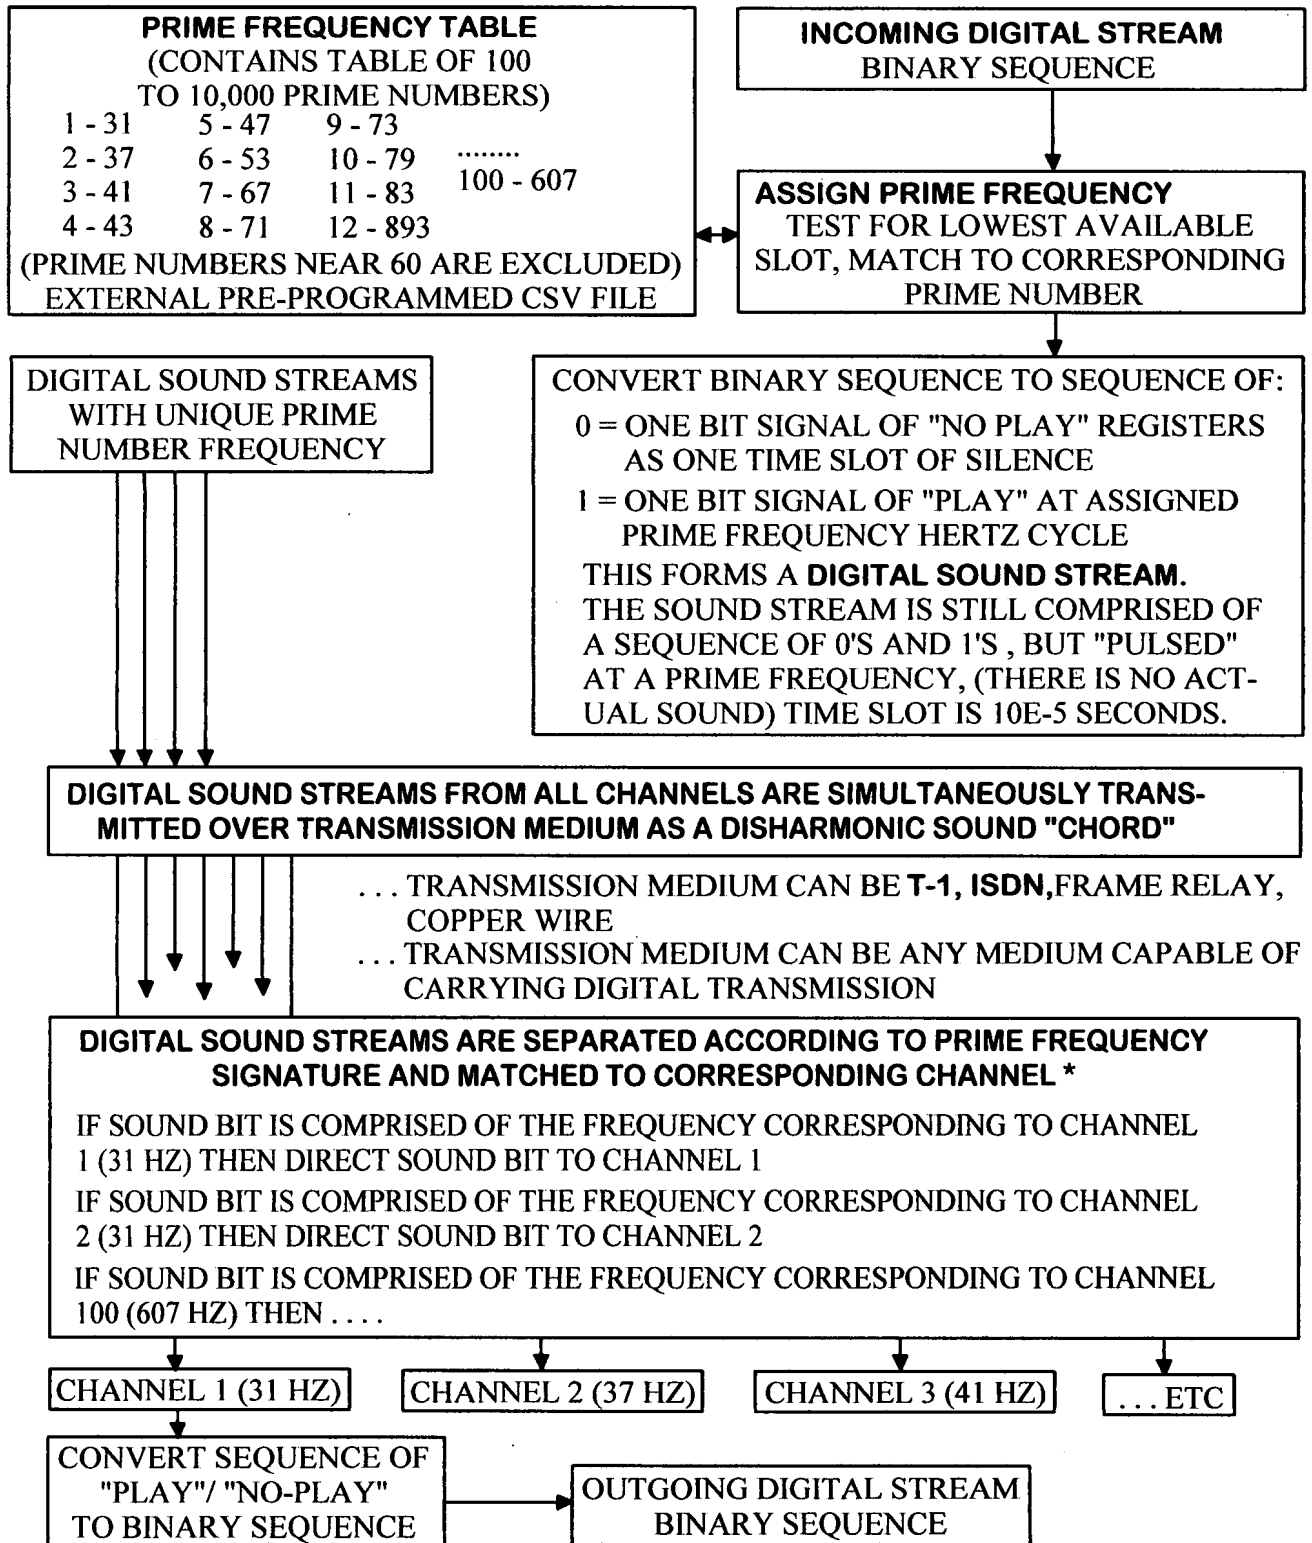 PRIME FREQUENCY TABLE
(CONTAINS TABLE OF 100
TO 10,000 PRIME NUMBERS)
1 - 31 5 - 47 9 - 73
2 - 37 6 - 53 10 - 79 ........
3 - 41 7 - 67 11 - 83 100 - 607
4 - 43 8 - 71 12 - 893
(PRIME NUMBERS NEAR 60 ARE EXCLUDED)
EXTERNAL PRE-PROGRAMMED CSV FILE
INCOMING DIGITAL STREAM
BINARY SEQUENCE
ASSIGN PRIME FREQUENCY
TEST FOR LOWEST AVAILABLE
SLOT, MATCH TO CORRESPONDING
PRIME NUMBER
DIGITAL SOUND STREAMS
WITH UNIQUE PRIME
NUMBER FREQUENCY
CONVERT BINARY SEQUENCE TO SEQUENCE OF:
0 = ONE BIT SIGNAL OF "NO PLAY" REGISTERS
AS ONE TIME SLOT OF SILENCE
1 = ONE BIT SIGNAL OF "PLAY" AT ASSIGNED
PRIME FREQUENCY HERTZ CYCLE
THIS FORMS A DIGITAL SOUND STREAM.
THE SOUND STREAM IS STILL COMPRISED OF
A SEQUENCE OF 0'S AND 1'S , BUT "PULSED"
AT A PRIME FREQUENCY, (THERE IS NO ACT-
UAL SOUND) TIME SLOT IS 10E-5 SECONDS.
DIGITAL SOUND STREAMS FROM ALL CHANNELS ARE SIMULTANEOUSLY TRANS-
MITTED OVER TRANSMISSION MEDIUM AS A DISHARMONIC SOUND "CHORD"
... TRANSMISSION MEDIUM CAN BE T-1, ISDN,FRAME RELAY,
COPPER WIRE
... TRANSMISSION MEDIUM CAN BE ANY MEDIUM CAPABLE OF
CARRYING DIGITAL TRANSMISSION
DIGITAL SOUND STREAMS ARE SEPARATED ACCORDING TO PRIME FREQUENCY
SIGNATURE AND MATCHED TO CORRESPONDING CHANNEL *
IF SOUND BIT IS COMPRISED OF THE FREQUENCY CORRESPONDING TO CHANNEL
1 (31 HZ) THEN DIRECT SOUND BIT TO CHANNEL 1
IF SOUND BIT IS COMPRISED OF THE FREQUENCY CORRESPONDING TO CHANNEL
2 (31 HZ) THEN DIRECT SOUND BIT TO CHANNEL 2
IF SOUND BIT IS COMPRISED OF THE FREQUENCY CORRESPONDING TO CHANNEL
100 (607 HZ) THEN ....
CHANNEL 1 (31 HZ)
CHANNEL 2 (37 HZ)
CHANNEL 3 (41 HZ)
... ETC
CONVERT SEQUENCE OF
"PLAY"/ "NO-PLAY"
TO BINARY SEQUENCE
OUTGOING DIGITAL STREAM
BINARY SEQUENCE